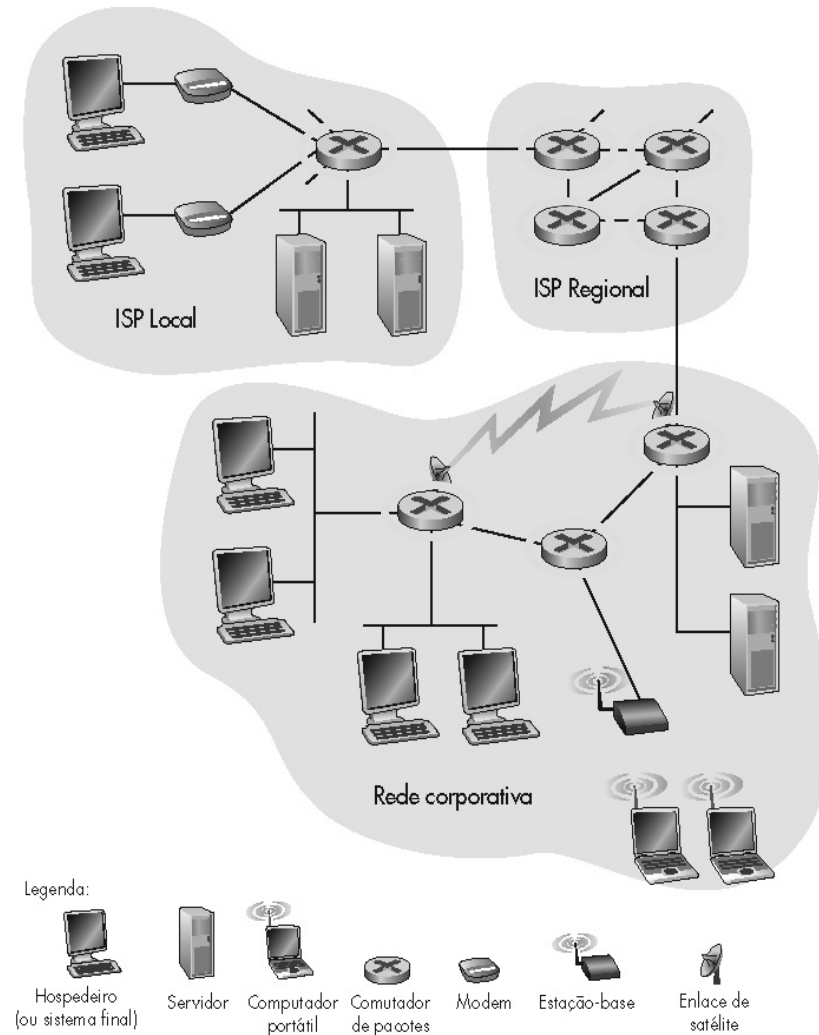 ISP Local
ISP Regional
Rede corporativa
Legenda:
Hospedeiro
(ou sistema final)
Servidor
Computador
portátil
Comutador
de pacotes
Modem
Estação-base
Enlace de
satélite